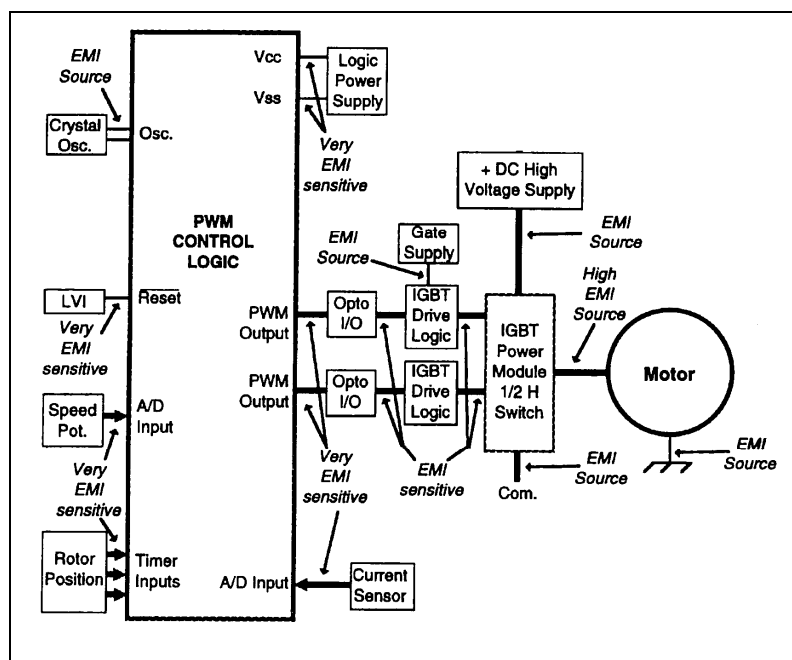 EMI
Source
Crystal
Osc.
Osc.
Vcc
Vss
Logic
Power
Supply
Very
EMI
sensitive
PWM
CONTROL
LOGIC
+ DC High
Voltage Supply
EMI
Source
Gate
Supply
EMI
Source
High
EMI
Source
LVI
Reset
Very
EMI
sensitive
PWM
Output
Opto
I/O
IGBT
Drive
Logic
IGBT
Power
Module
1/2 H
Switch
Motor
PWM
Output
Opto
I/O
IGBT
Drive
Logic
Speed
Pot.
A/D
Input
Very
EMI
sensitive
Very
EMI
sensitive
EMI
sensitive
Com.
EMI
Source
EMI
Source
Rotor
Position
Timer
Inputs
A/D Input
Current
Sensor